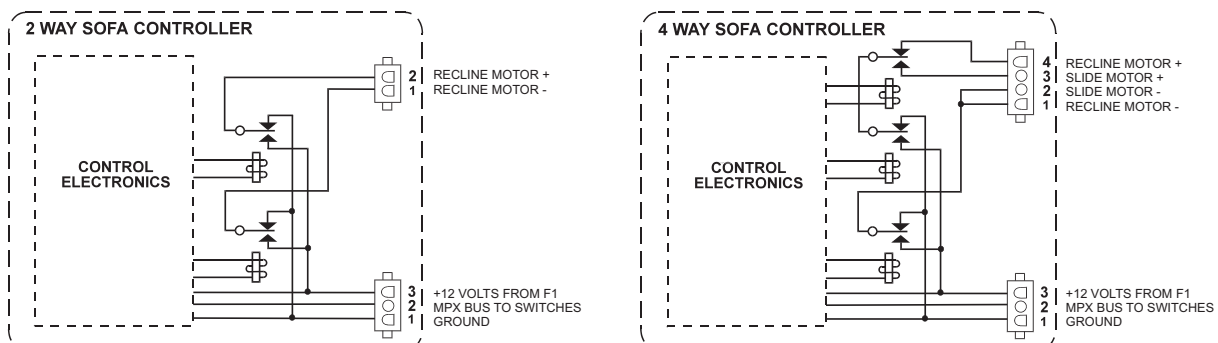 2 WAY SOFA CONTROLLER
CONTROL
ELECTRONICS
2 RECLINE MOTOR +
1 RECLINE MOTOR -
3 +12 VOLTS FROM F1
2 MPX BUS TO SWITCHES
1 GROUND
4 WAY SOFA CONTROLLER
CONTROL
ELECTRONICS
4 RECLINE MOTOR +
3 SLIDE MOTOR +
2 SLIDE MOTOR -
1 RECLINE MOTOR -
3 +12 VOLTS FROM F1
2 MPX BUS TO SWITCHES
1 GROUND